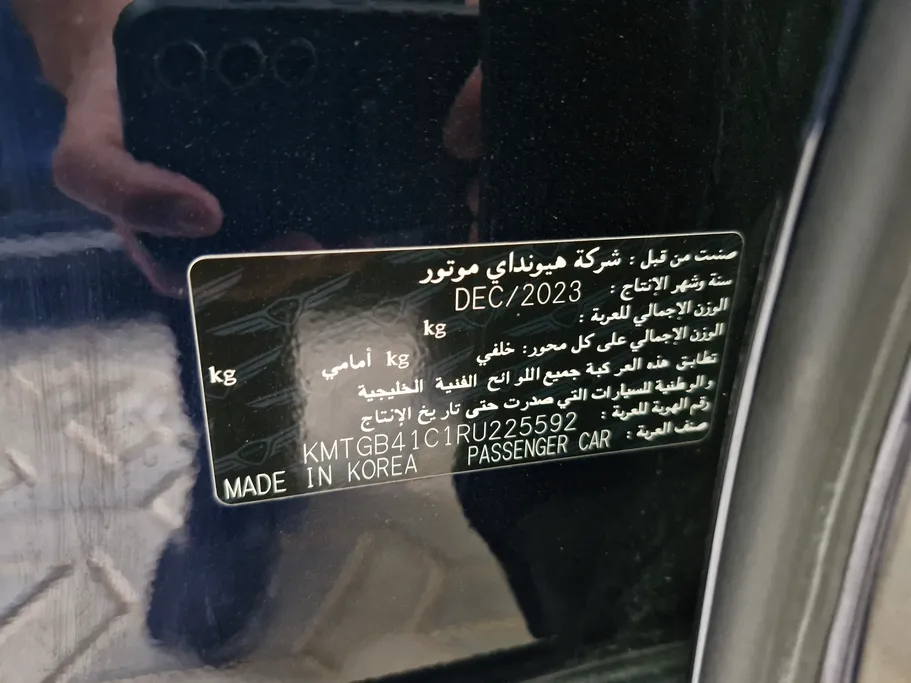 صنعت من قبل : شركة هيونداي موتور
سنة وشهر الإنتاج : DEC/2023
الوزن الإجمالي للعربة : kg
الوزن الإجمالي على كل محور: خلفي kg أمامي kg
تطابق هذه المركبة جميع اللوائح الفنية الخليجية
والوطنية للسيارات التي صدرت حتى تاريخ الإنتاج
رقم الهوية للعربة : KMTGB41C1RU225592
صنف العربة : PASSENGER CAR MADE IN KOREA